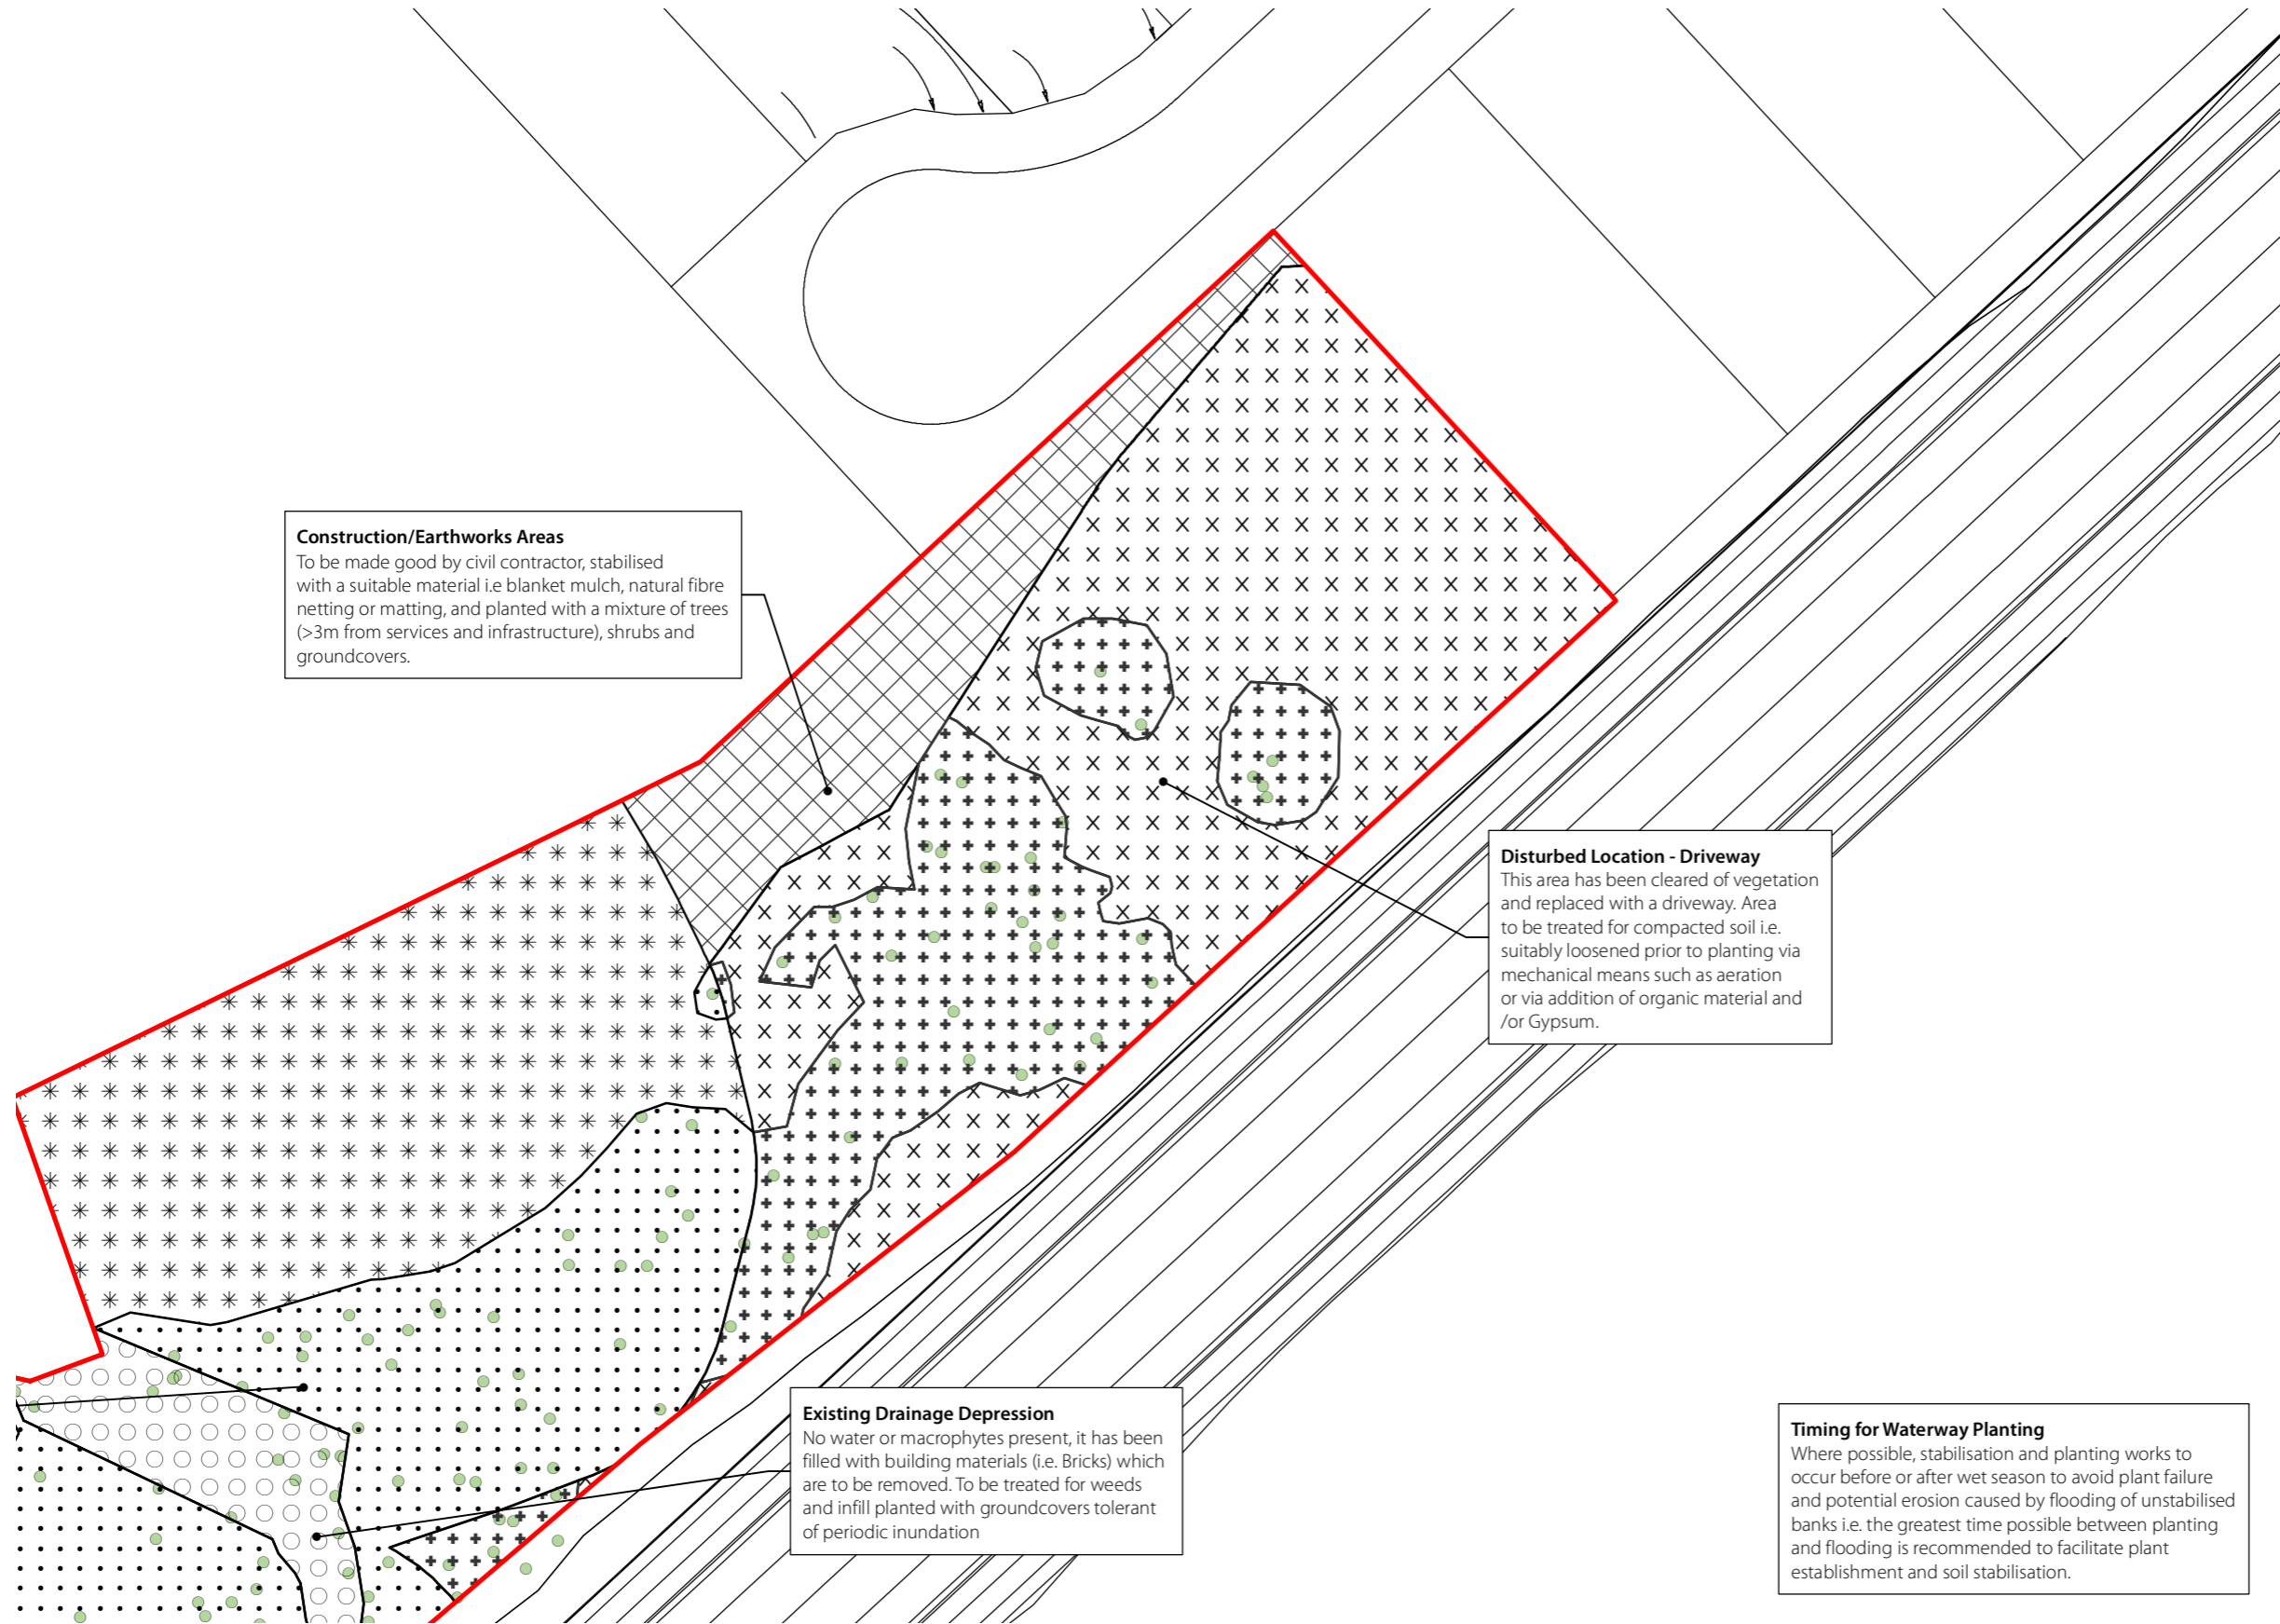 Construction/Earthworks Areas
To be made good by civil contractor, stabilised
with a suitable material i.e blanket mulch, natural fibre
netting or matting, and planted with a mixture of trees
(>3m from services and infrastructure), shrubs and
groundcovers.
Disturbed Location - Driveway
This area has been cleared of vegetation
and replaced with a driveway. Area
to be treated for compacted soil i.e.
suitably loosened prior to planting via
mechanical means such as aeration
or via addition of organic material and
/or Gypsum.
Existing Drainage Depression
No water or macrophytes present, it has been
filled with building materials (i.e. Bricks) which
are to be removed. To be treated for weeds
and infill planted with groundcovers tolerant
of periodic inundation
Timing for Waterway Planting
Where possible, stabilisation and planting works to
occur before or after wet season to avoid plant failure
and potential erosion caused by flooding of unstabilised
banks i.e. the greatest time possible between planting
and flooding is recommended to facilitate plant
establishment and soil stabilisation.